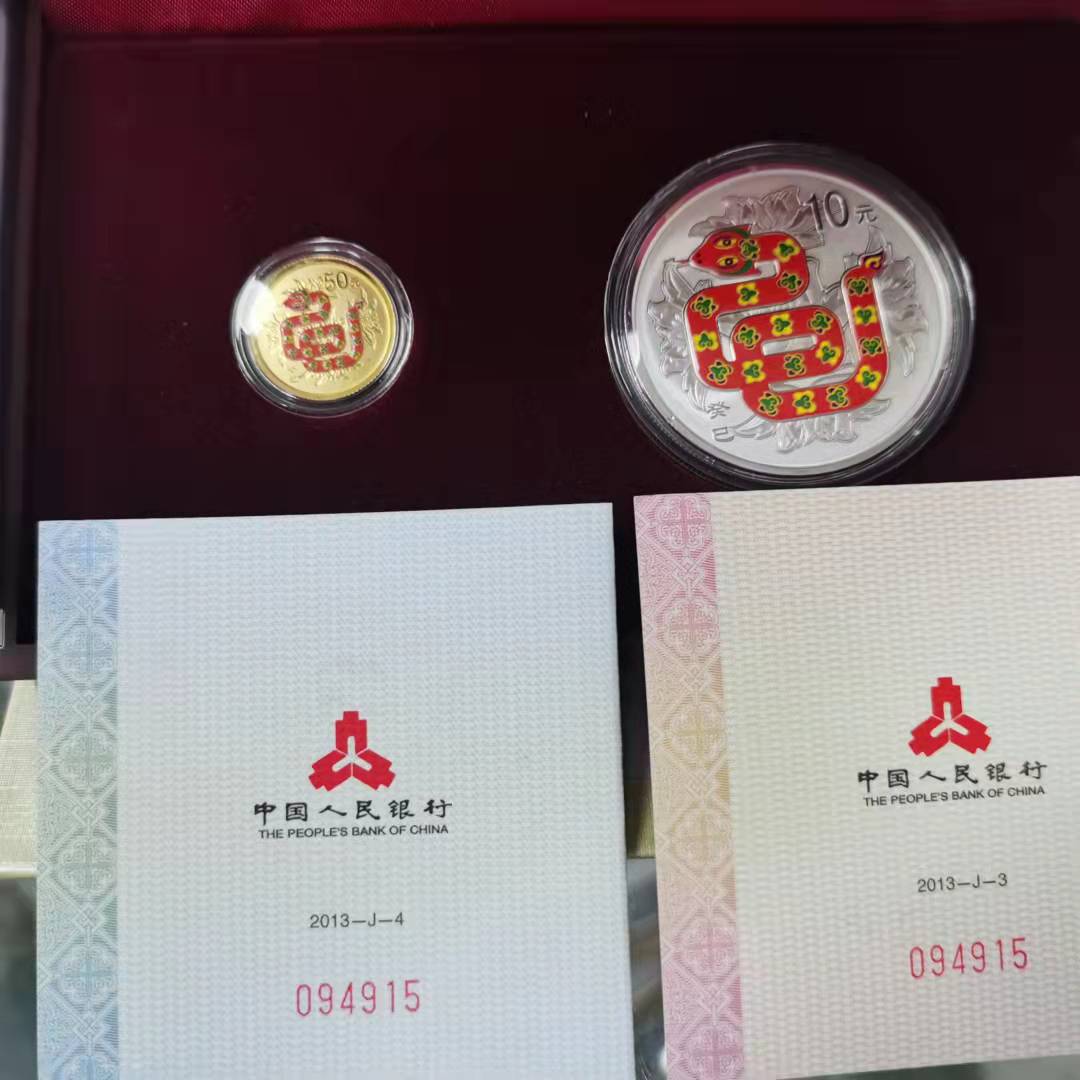 50元
10元
癸
巳
中国人民银行
THE PEOPLE'S BANK OF CHINA
2013-J-4
094915
中国人民银行
THE PEOPLE'S BANK OF CHINA
2013-J-3
094915